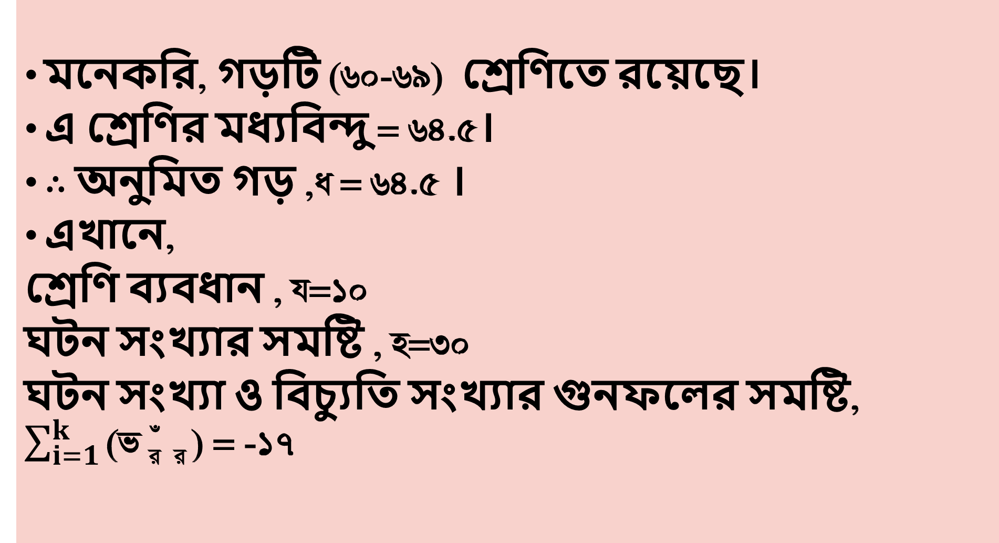 • মনেকরি, গড়টি (৬০-৬৯) শ্রেণিতে রয়েছে।
• এ শ্রেণির মধ্যবিন্দু = ৬৪.৫।
• ∴ অনুমিত গড় ,ধ = ৬৪.৫ ।
• এখানে,
শ্রেণি ব্যবধান , য=১০
ঘটন সংখ্যার সমষ্টি , হ=৩০
ঘটন সংখ্যা ও বিচ্যুতি সংখ্যার গুনফলের সমষ্টি,
∑ᵏᵢ₌₁ (ভ ঁ র র) = -১৭